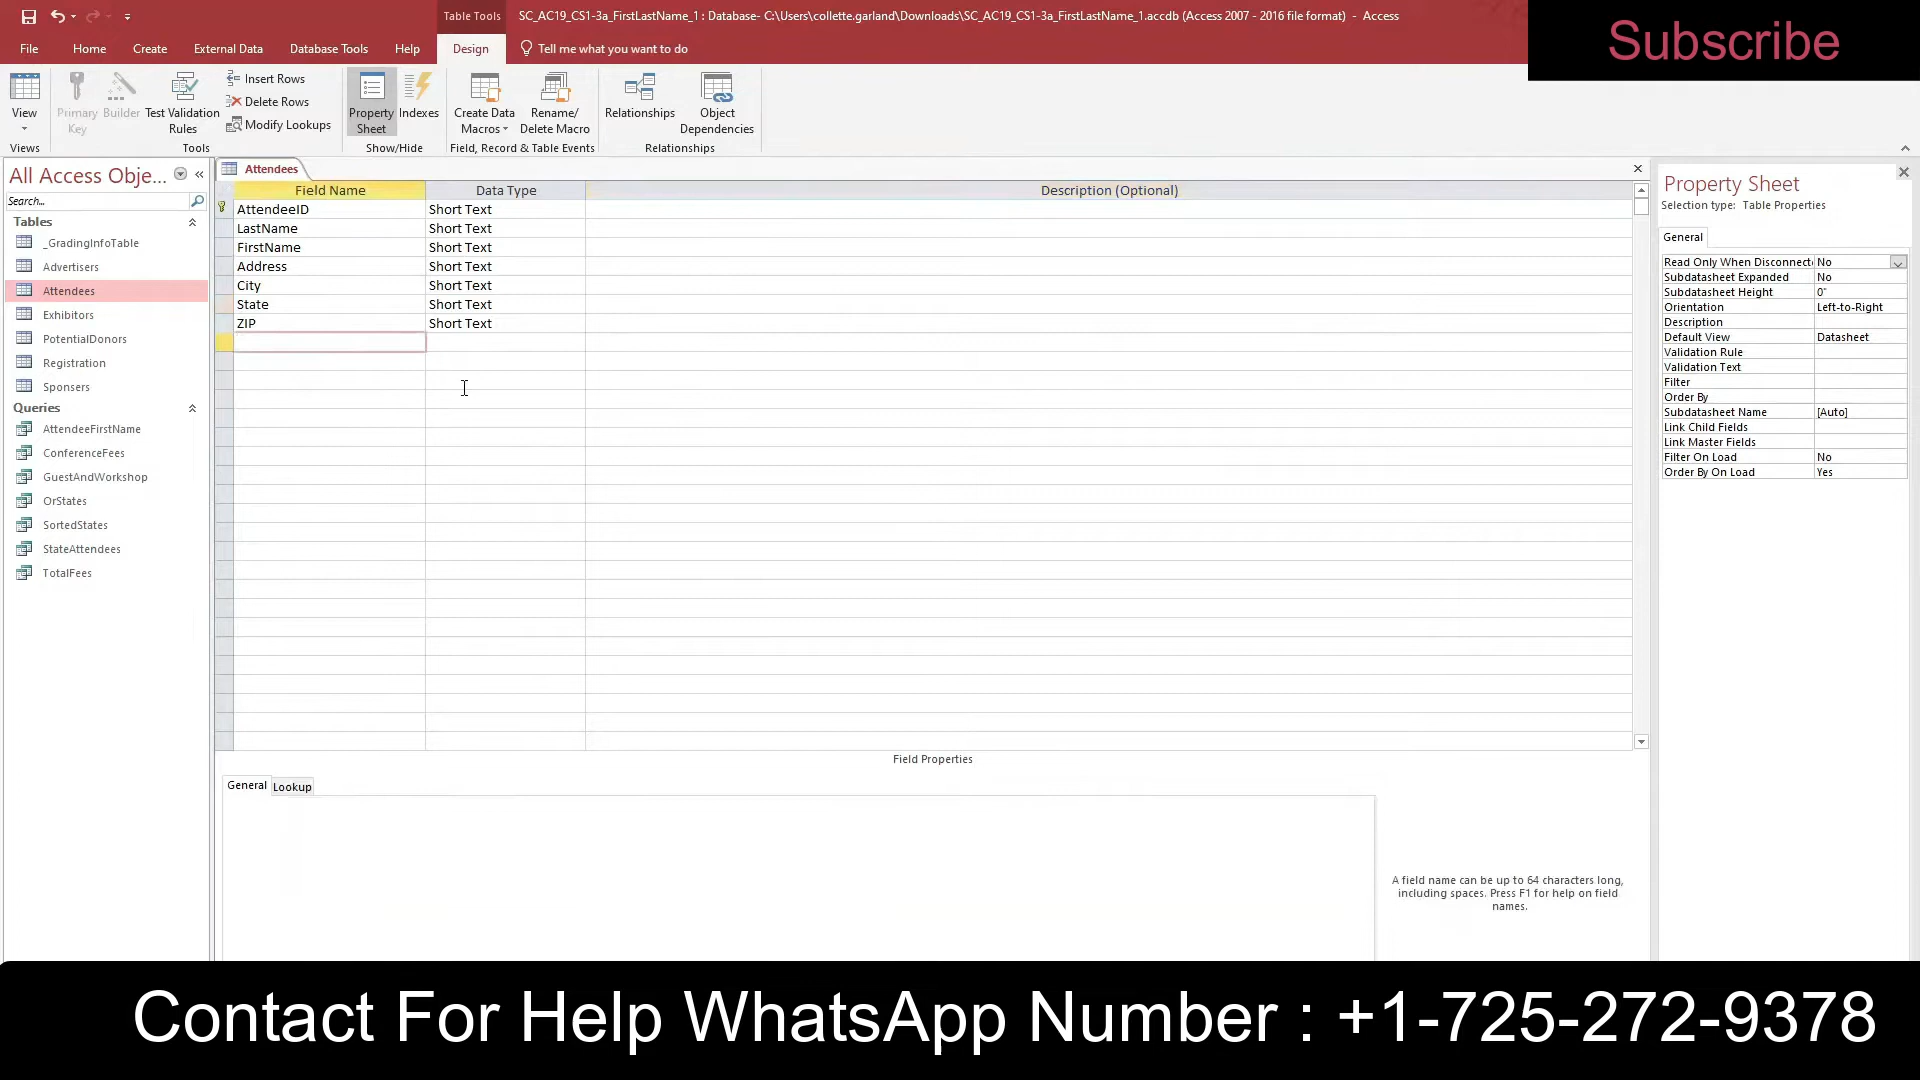 Table Tools
SC_AC19_CS1-3a_FirstLastName_1 : Database- C:\Users\collette.garland\Downloads\SC_AC19_CS1-3a_FirstLastName_1.accdb (Access 2007 - 2016 file format) - Access
Subscribe
File Home Create External Data Database Tools Help Design Tell me what you want to do
View
Primary Key
Builder
Test Validation Rules
Insert Rows
Delete Rows
Modify Lookups
Property Sheet
Indexes
Create Data Macros
Rename/ Delete Macro
Relationships
Object Dependencies
Views Tools Show/Hide Field, Record & Table Events Relationships
All Access Obje...
Search...
Tables
_GradingInfoTable
Advertisers
Attendees
Exhibitors
PotentialDonors
Registration
Sponsers
Queries
AttendeeFirstName
ConferenceFees
GuestAndWorkshop
OrStates
SortedStates
StateAttendees
TotalFees
Attendees
Field Name Data Type Description (Optional)
AttendeeID Short Text
LastName Short Text
FirstName Short Text
Address Short Text
City Short Text
State Short Text
ZIP Short Text
Field Properties
General Lookup
A field name can be up to 64 characters long,
including spaces. Press F1 for help on field
names.
Property Sheet
Selection type: Table Properties
General
Read Only When Disconnect No
Subdatasheet Expanded No
Subdatasheet Height 0"
Orientation Left-to-Right
Description
Default View Datasheet
Validation Rule
Validation Text
Filter
Order By
Subdatasheet Name [Auto]
Link Child Fields
Link Master Fields
Filter On Load No
Order By On Load Yes
Contact For Help WhatsApp Number : +1-725-272-9378